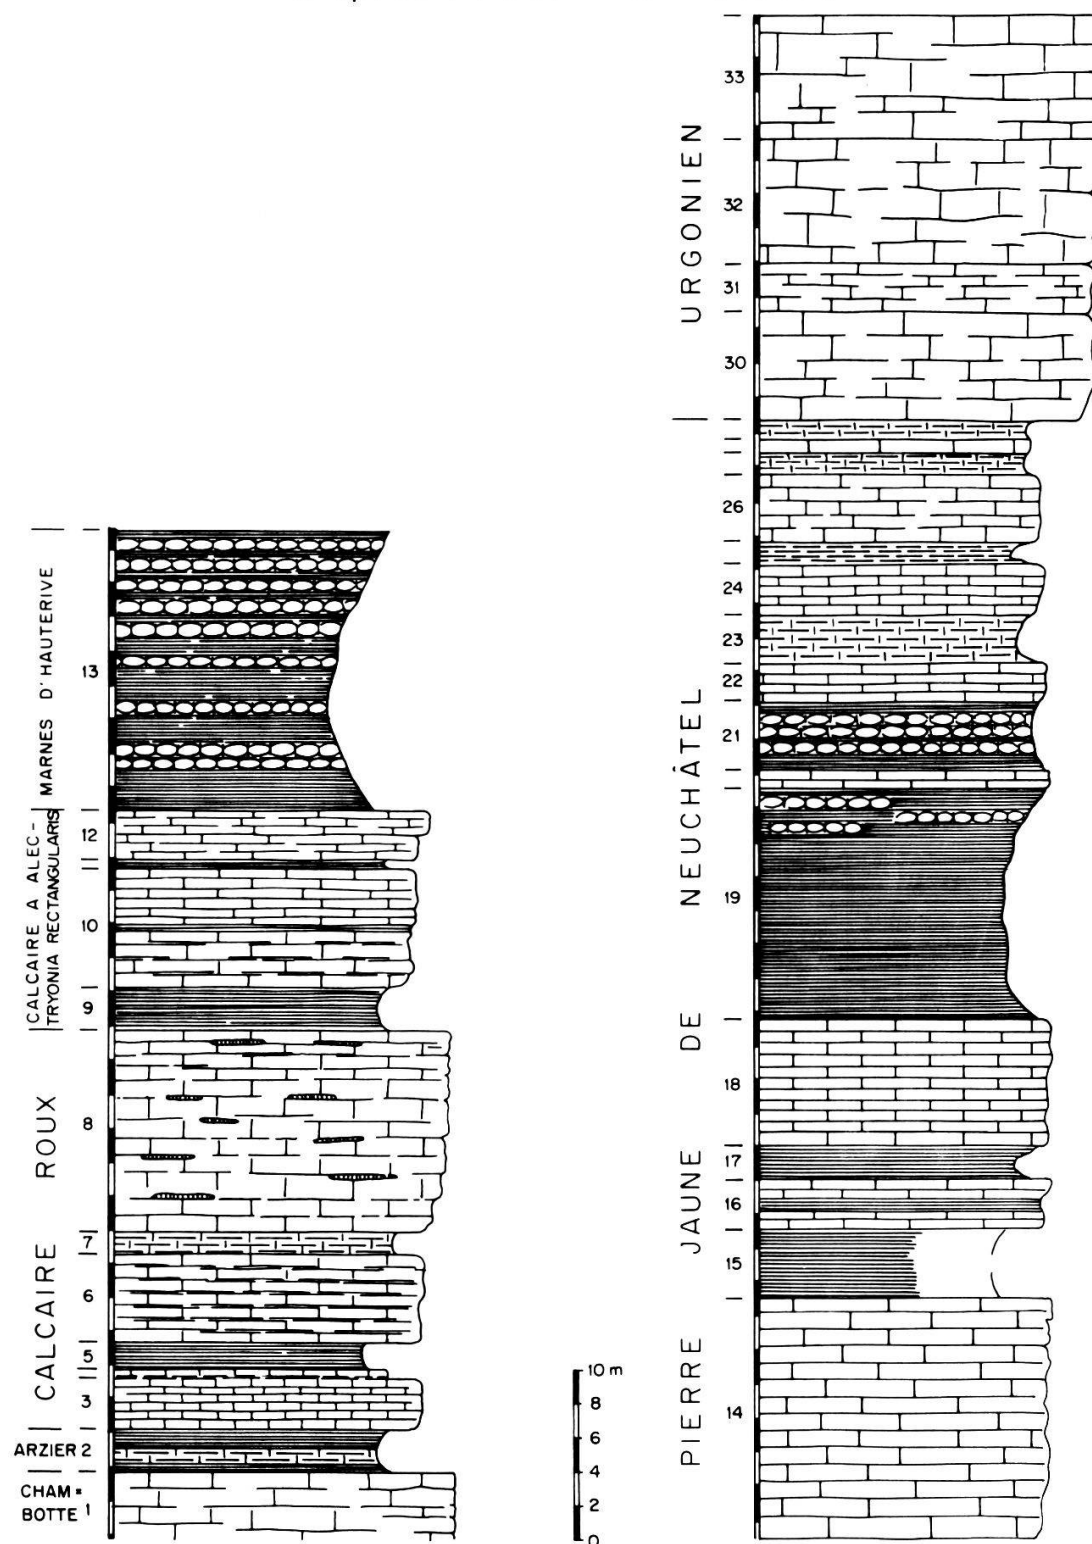 MARNES D'HAUTERIVE
13
CALCAIRE A ALEC-
TRYONIA RECTANGULARIS
12
10
9
CALCAIRE ROUX
8
7
6
5
3
ARZIER 2
CHAM=
BOTTE 1
10 m
8
6
4
2
0
URGONIEN
33
32
31
30
PIERRE JAUNE DE NEUCHÂTEL
26
24
23
22
21
19
18
17
16
15
14